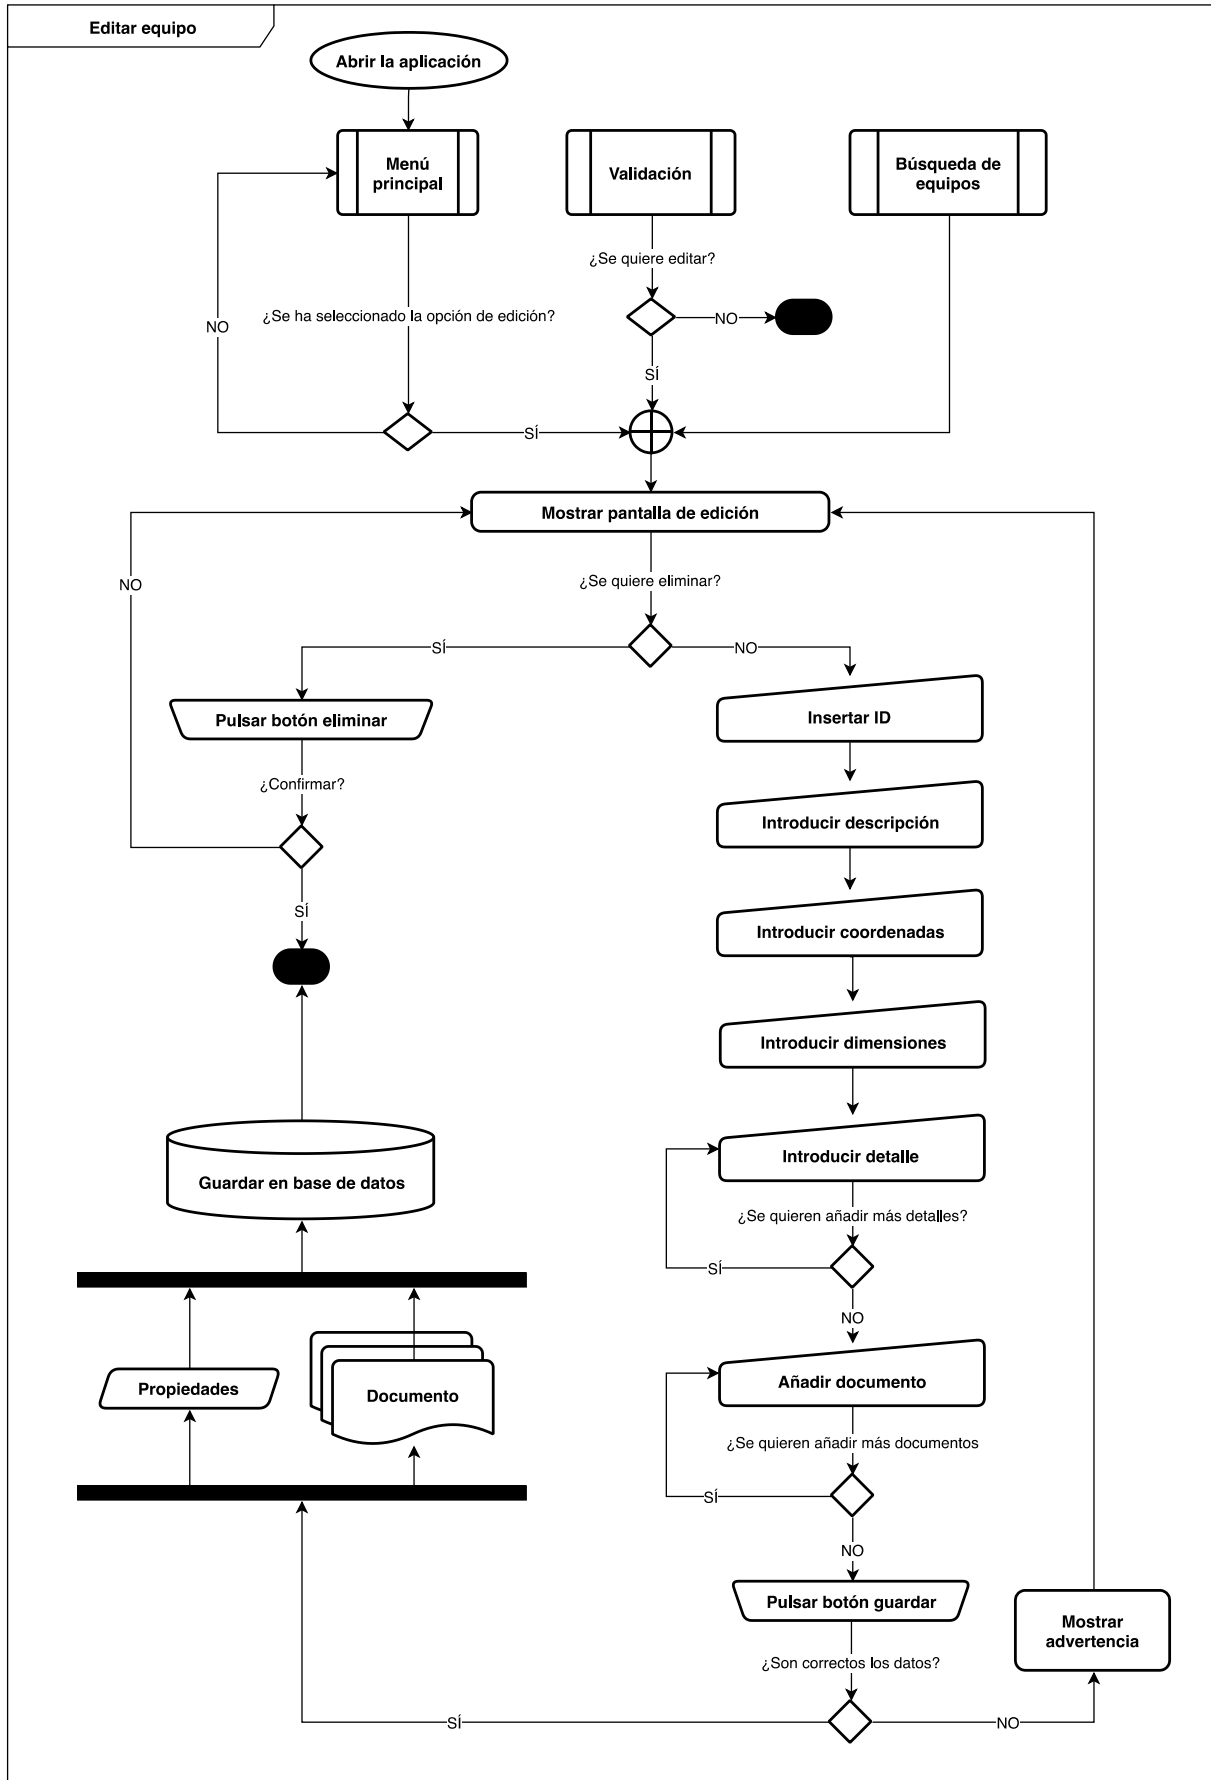 Editar equipo
Abrir la aplicación
Menú
principal
Validación
Búsqueda de
equipos
¿Se quiere editar?
NO
¿Se ha seleccionado la opción de edición?
NO
SÍ
SÍ
Mostrar pantalla de edición
NO
¿Se quiere eliminar?
SÍ
NO
Pulsar botón eliminar
Insertar ID
¿Confirmar?
Introducir descripción
SÍ
Introducir coordenadas
Introducir dimensiones
Introducir detalle
Guardar en base de datos
¿Se quieren añadir más detalles?
SÍ
NO
Propiedades
Documento
Añadir documento
¿Se quieren añadir más documentos
SÍ
NO
Pulsar botón guardar
Mostrar
advertencia
¿Son correctos los datos?
SÍ
NO